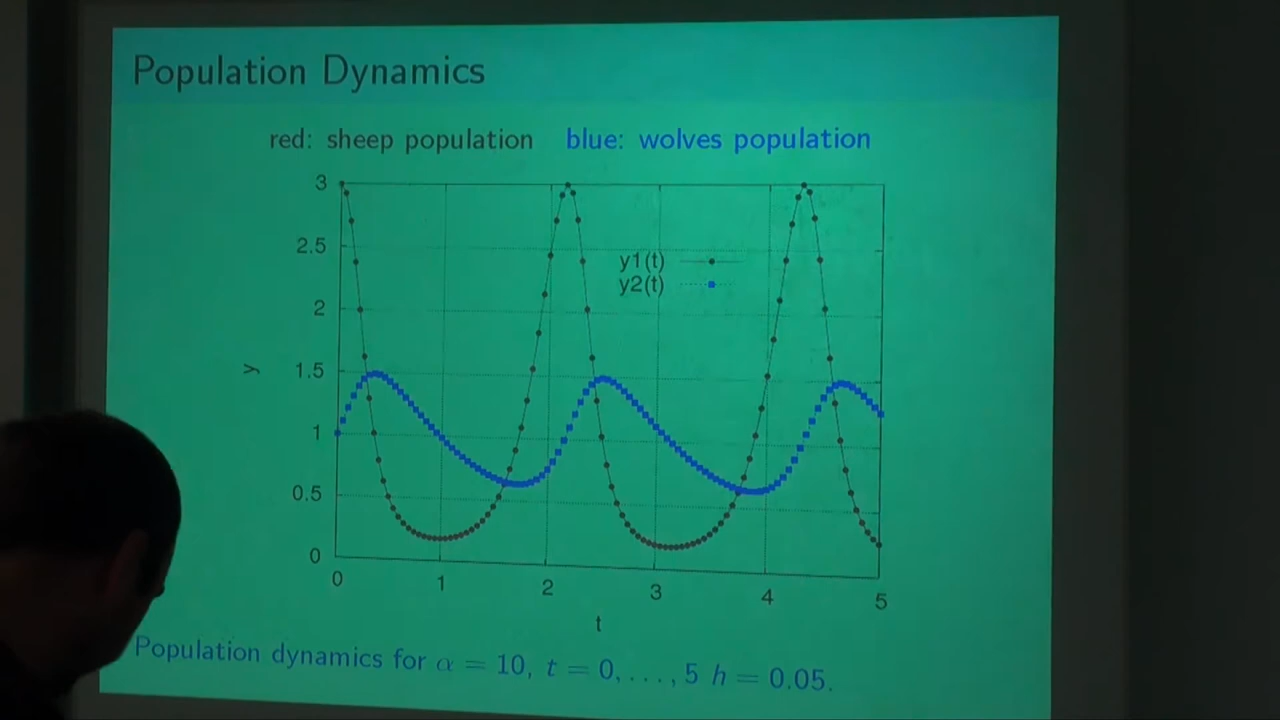 Population Dynamics
red: sheep population blue: wolves population
3
2.5
2
1.5
1
0.5
0
y
y1(t)
y2(t)
0 1 2 3 4 5
t
Population dynamics for α = 10, t = 0, . . . , 5 h = 0.05.